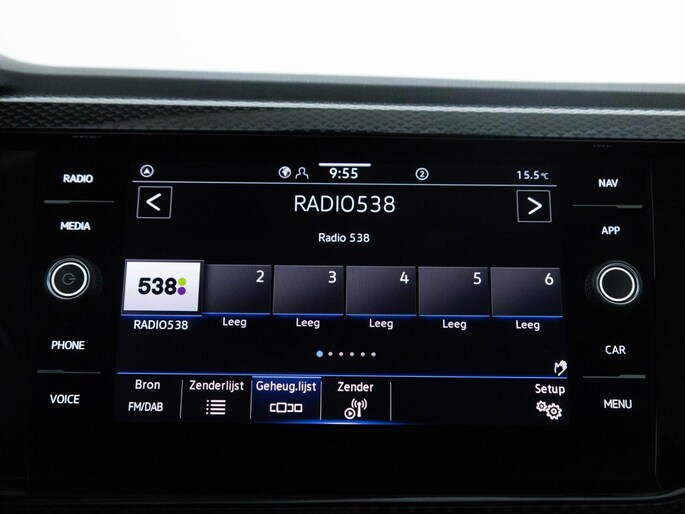 RADIO
MEDIA
PHONE
VOICE
9:55
2
15.5°C
< RADIO538 >
Radio 538
538 2 3 4 5 6
RADIO538 Leeg Leeg Leeg Leeg Leeg
Bron Zenderlijst Geheug.lijst Zender Setup
FM/DAB
NAV
APP
CAR
MENU